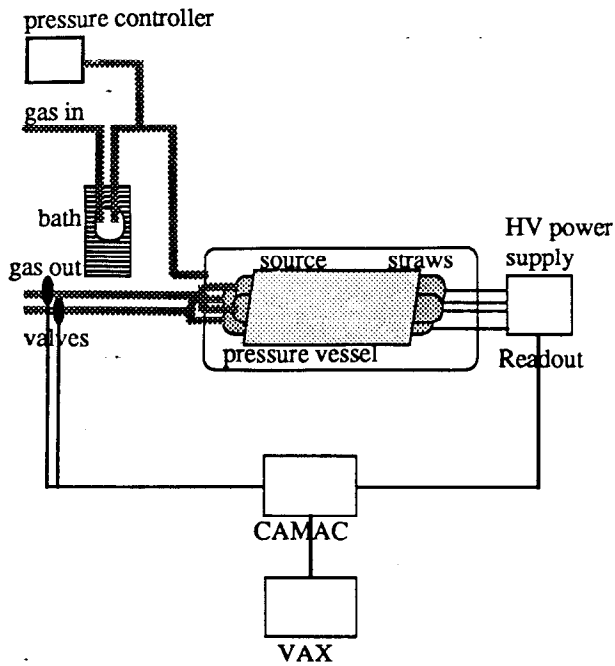 pressure controller
gas in
bath
gas out
valves
source
straws
pressure vessel
HV power
supply
Readout
CAMAC
VAX